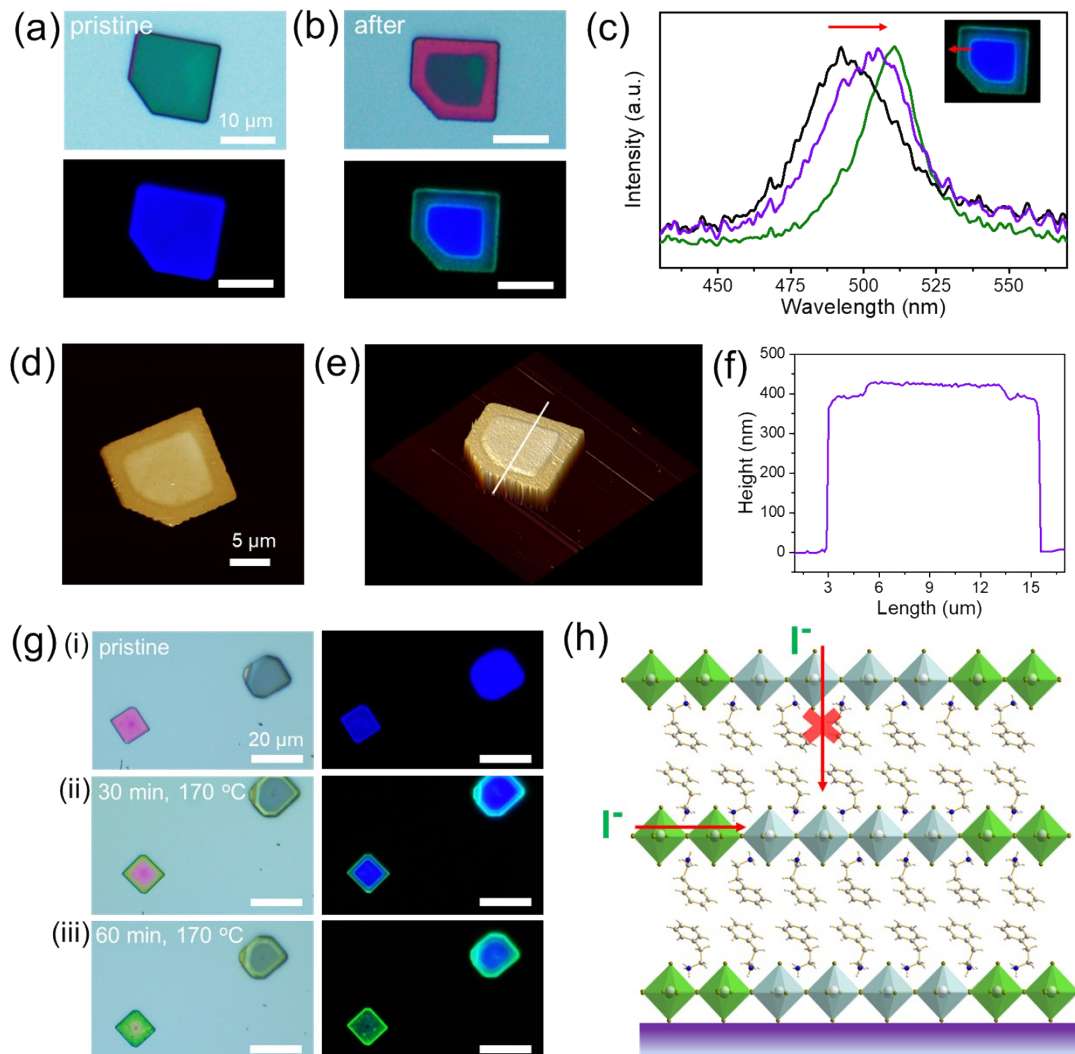 (a)
pristine
10 µm
(b)
after
(c)
Intensity (a.u.)
450
475
500
525
550
Wavelength (nm)
(d)
5 µm
(e)
(f)
Height (nm)
500
400
300
200
100
0
3
6
9
12
15
Length (um)
(g)
(i)
pristine
20 µm
(ii)
30 min, 170 °C
(iii)
60 min, 170 °C
(h)
I⁻
I⁻